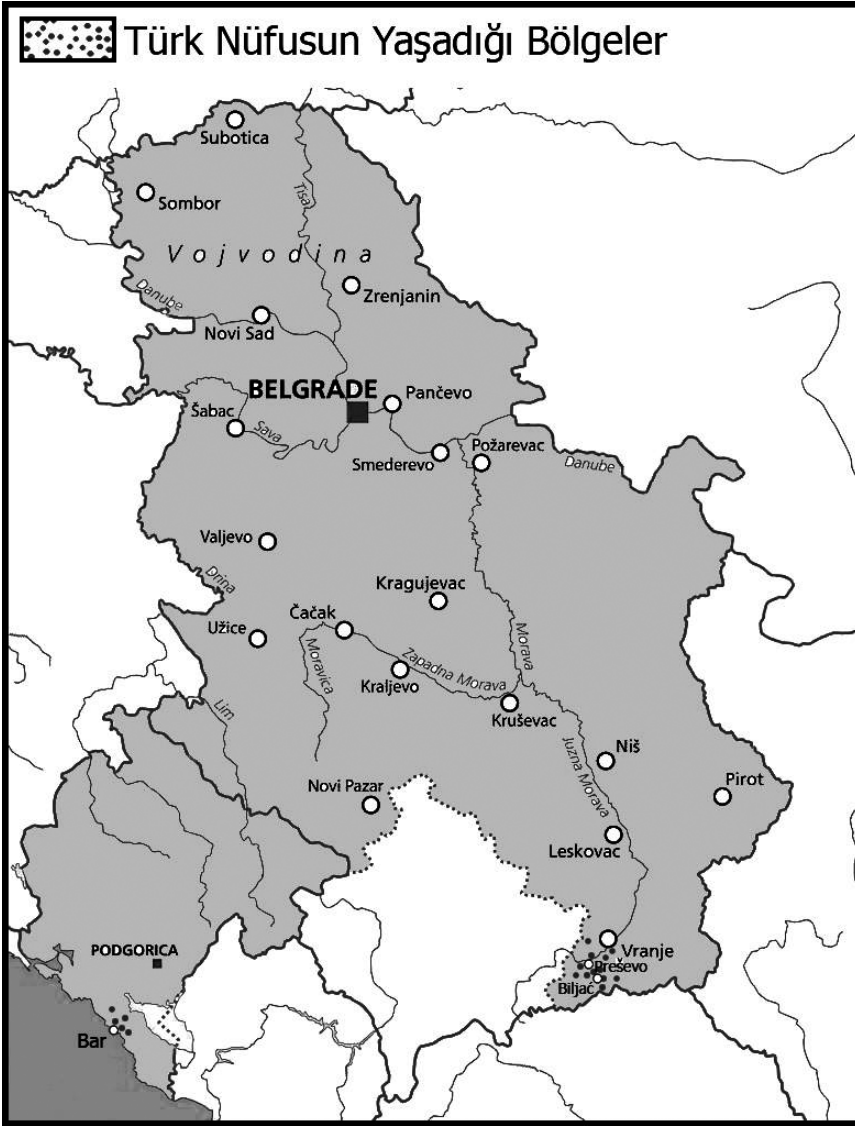 Türk Nüfusun Yaşadığı Bölgeler
Subotica
Sombor
Tisa
Vojvodina
Danube
Zrenjanin
Novi Sad
BELGRADE
Pančevo
Šabac
Sava
Požarevac
Smederevo
Danube
Valjevo
Drina
Kragujevac
Čačak
Užice
Morava
Moravica
Zapadna Morava
Kraljevo
Lim
Kruševac
Juzna Morava
Niš
Novi Pazar
Pirot
Leskovac
PODGORICA
Vranje
Preševo
Biljač
Bar